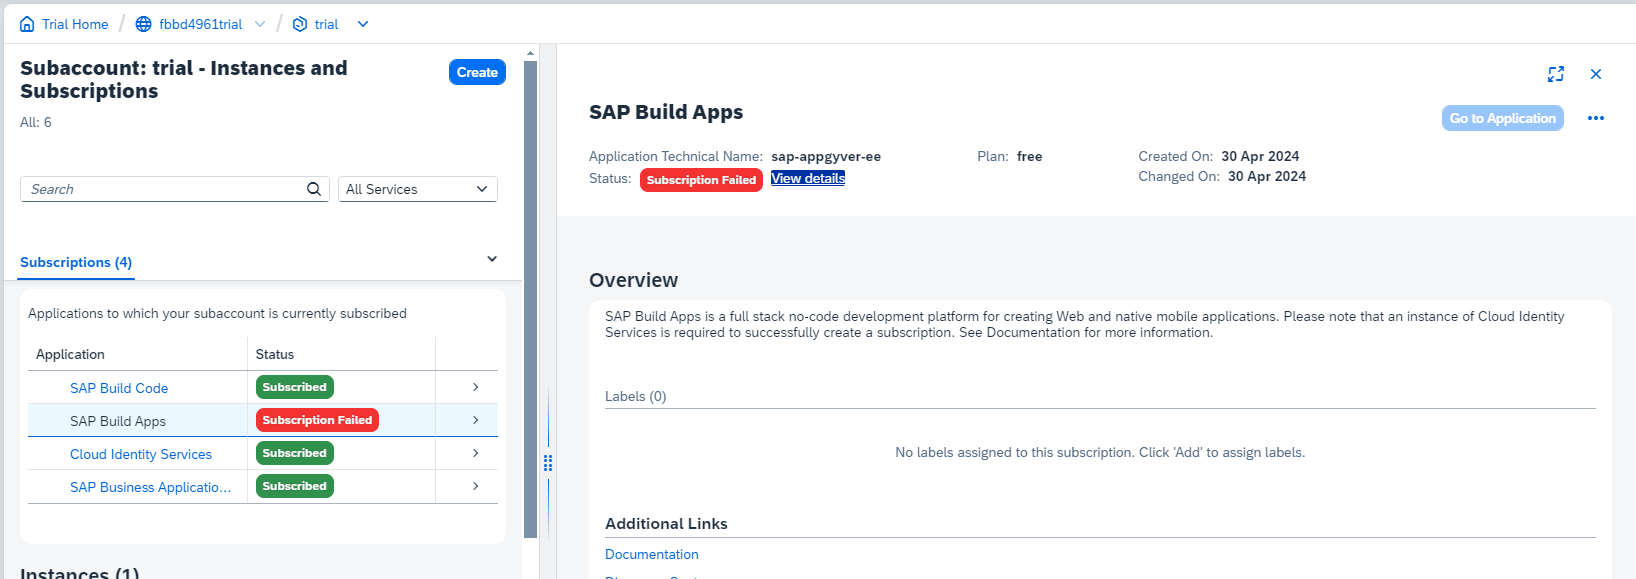 Trial Home / fbbd4961trial / trial
Subaccount: trial - Instances and
Subscriptions
Create
All: 6
Search
All Services
Subscriptions (4)
Applications to which your subaccount is currently subscribed
Application Status
SAP Build Code Subscribed
SAP Build Apps Subscription Failed
Cloud Identity Services Subscribed
SAP Business Applicatio... Subscribed
Instances (1)
SAP Build Apps
Go to Application
Application Technical Name: sap-appgyver-ee
Status: Subscription Failed View details
Plan: free
Created On: 30 Apr 2024
Changed On: 30 Apr 2024
Overview
SAP Build Apps is a full stack no-code development platform for creating Web and native mobile applications. Please note that an instance of Cloud Identity
Services is required to successfully create a subscription. See Documentation for more information.
Labels (0)
No labels assigned to this subscription. Click 'Add' to assign labels.
Additional Links
Documentation